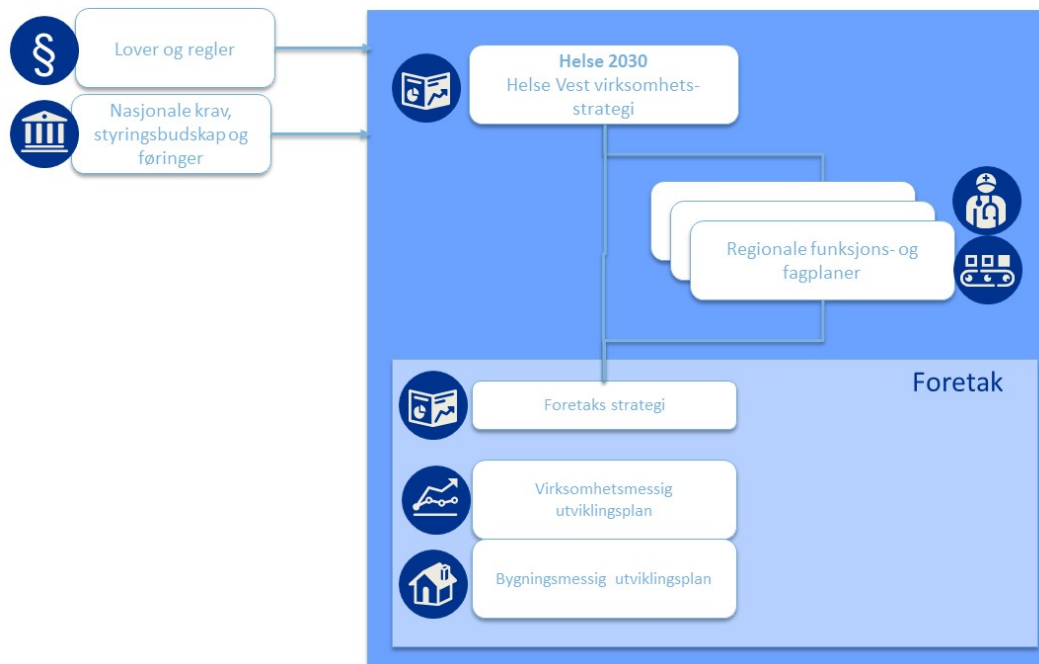 §
Lover og regler
Nasjonale krav,
styringsbudskap og
føringer
Helse 2030
Helse Vest virksomhets-
strategi
Regionale funksjons- og
fagplaner
Foretak
Foretaks strategi
Virksomhetsmessig
utviklingsplan
Bygningsmessig utviklingsplan